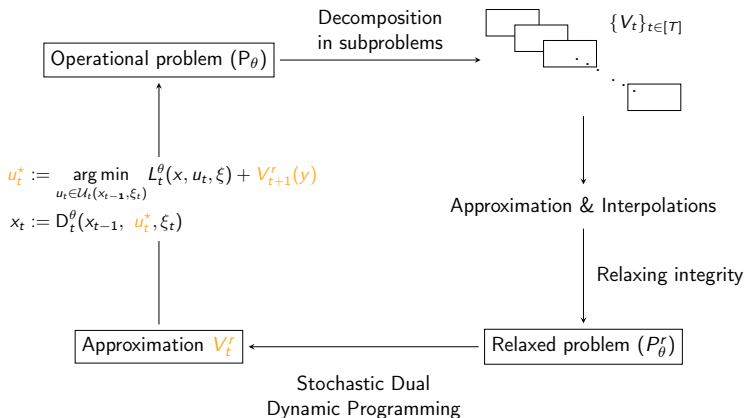 Decomposition
in subproblems
{V_t}_{t∈[T]}
Operational problem (P_θ)
u_t^⋆ := arg min_{u_t∈𝒰_t(x_{t−1},ξ_t)} L_t^θ(x, u_t, ξ) + V_{t+1}^r(y)
x_t := D_t^θ(x_{t−1}, u_t^⋆, ξ_t)
Approximation & Interpolations
Relaxing integrity
Approximation V_t^r
Relaxed problem (P_θ^r)
Stochastic Dual
Dynamic Programming